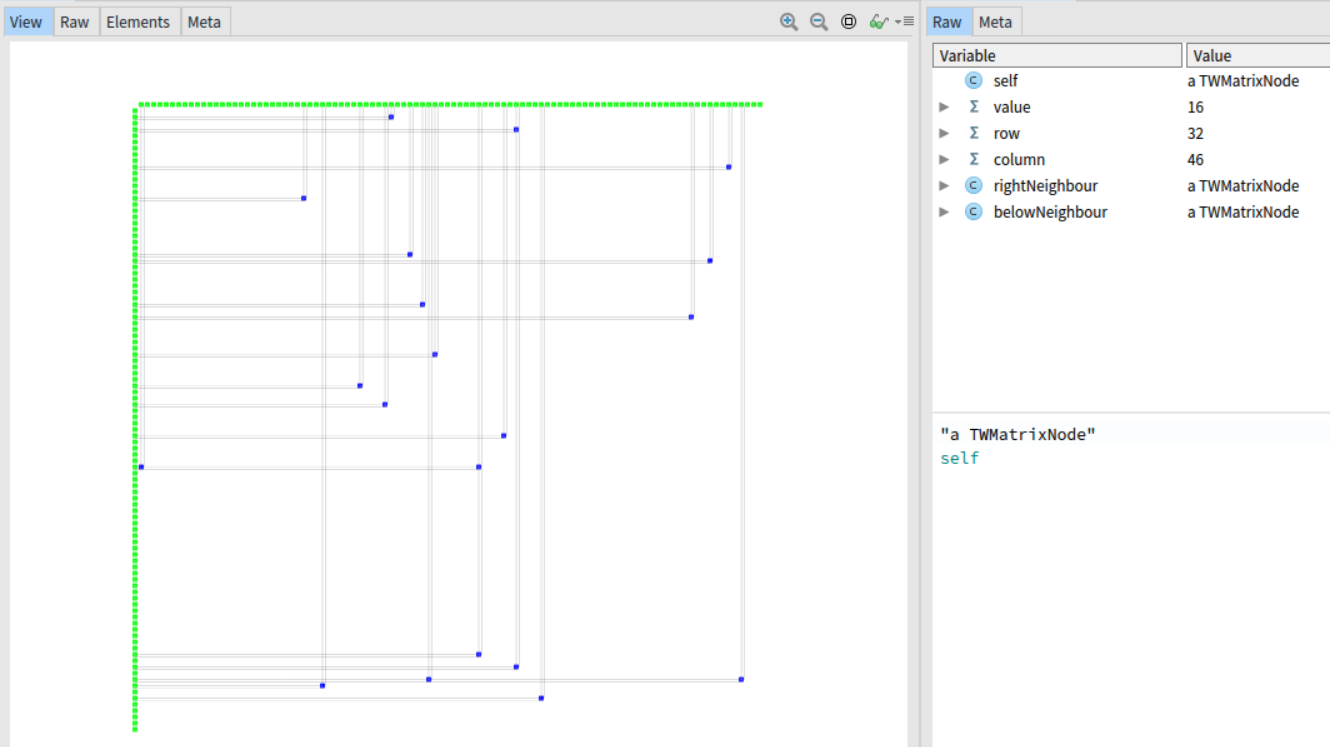 View Raw Elements Meta
Raw Meta
Variable Value
C self a TWMatrixNode
Σ value 16
Σ row 32
Σ column 46
C rightNeighbour a TWMatrixNode
C belowNeighbour a TWMatrixNode
"a TWMatrixNode"
self